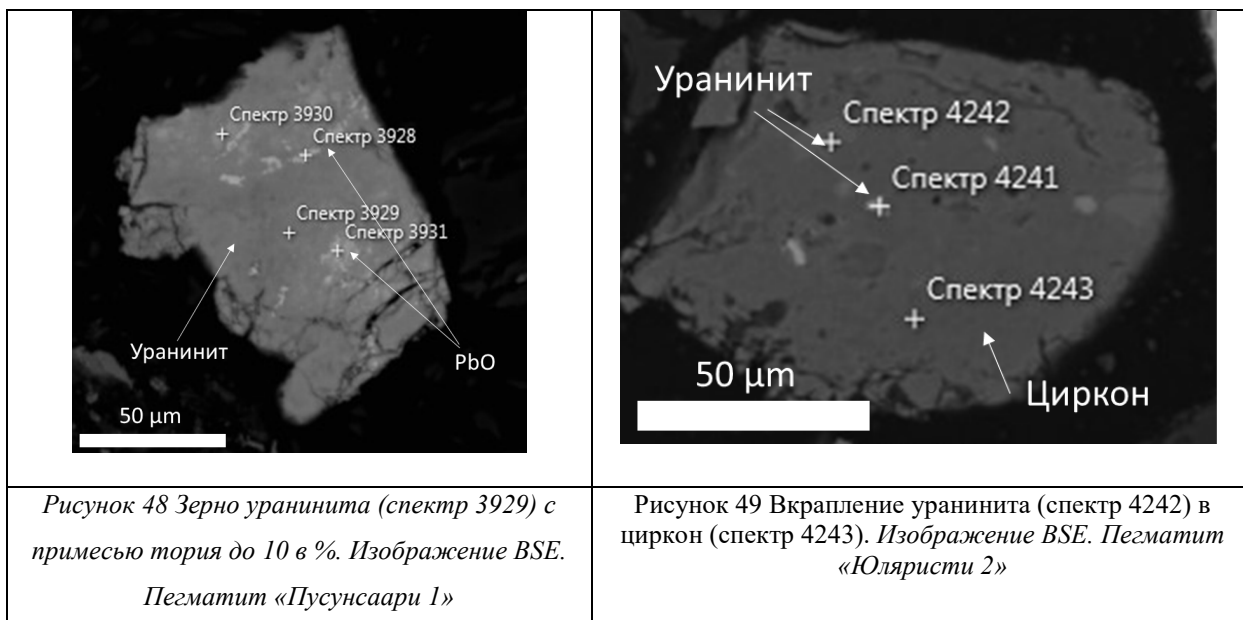 Спектр 3930
Спектр 3928
Спектр 3929
Спектр 3931
Уранинит
PbO
50 µm
Уранинит
Спектр 4242
Спектр 4241
Спектр 4243
50 µm
Циркон
Рисунок 48 Зерно уранинита (спектр 3929) с
примесью тория до 10 в %. Изображение BSE.
Пегматит «Пусунсаари 1»
Рисунок 49 Вкрапление уранинита (спектр 4242) в
циркон (спектр 4243). Изображение BSE. Пегматит
«Юляристи 2»